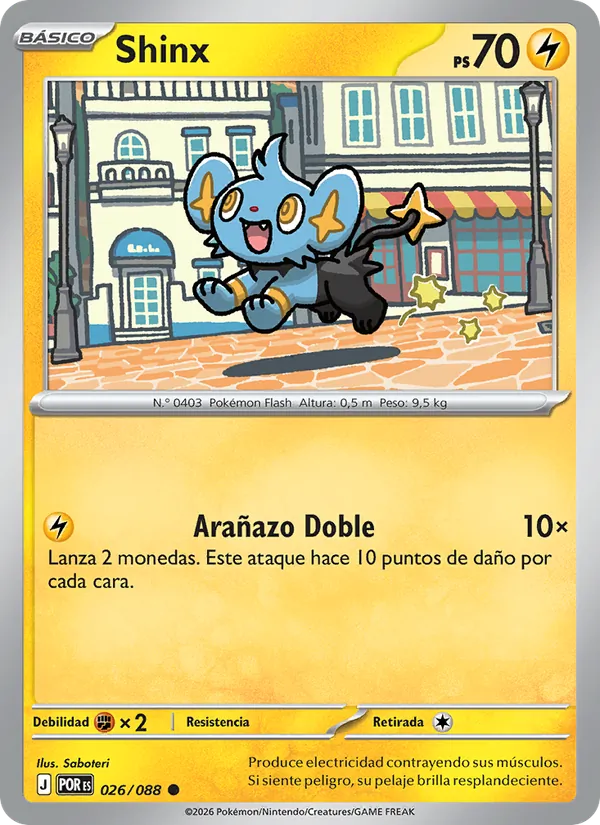 BÁSICO
Shinx
PS 70
N.º 0403 Pokémon Flash Altura: 0,5 m Peso: 9,5 kg
Arañazo Doble 10×
Lanza 2 monedas. Este ataque hace 10 puntos de daño por
cada cara.
Debilidad ×2 Resistencia Retirada
Ilus. Saboteri
Produce electricidad contrayendo sus músculos.
Si siente peligro, su pelaje brilla resplandeciente.
J POR ES 026/088
©2026 Pokémon/Nintendo/Creatures/GAME FREAK